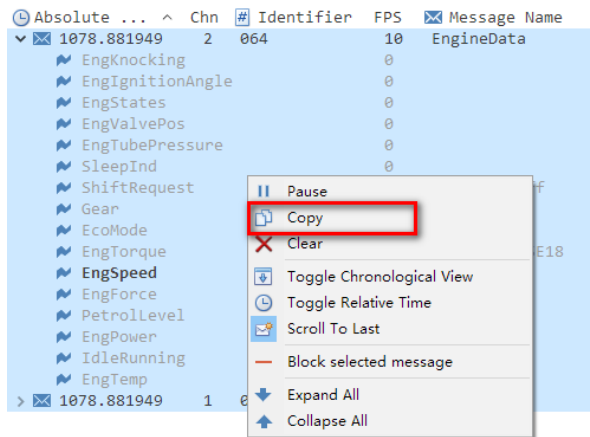 Absolute ... Chn # Identifier FPS Message Name
1078.881949 2 064 10 EngineData
EngKnocking 0
EngIgnitionAngle 0
EngStates 0
EngValvePos 0
EngTubePressure 0
SleepInd 0
ShiftRequest f
Gear
EcoMode
EngTorque E18
EngSpeed
EngForce
PetrolLevel
EngPower
IdleRunning
EngTemp
1078.881949 1 0
Pause
Copy
Clear
Toggle Chronological View
Toggle Relative Time
Scroll To Last
Block selected message
Expand All
Collapse All